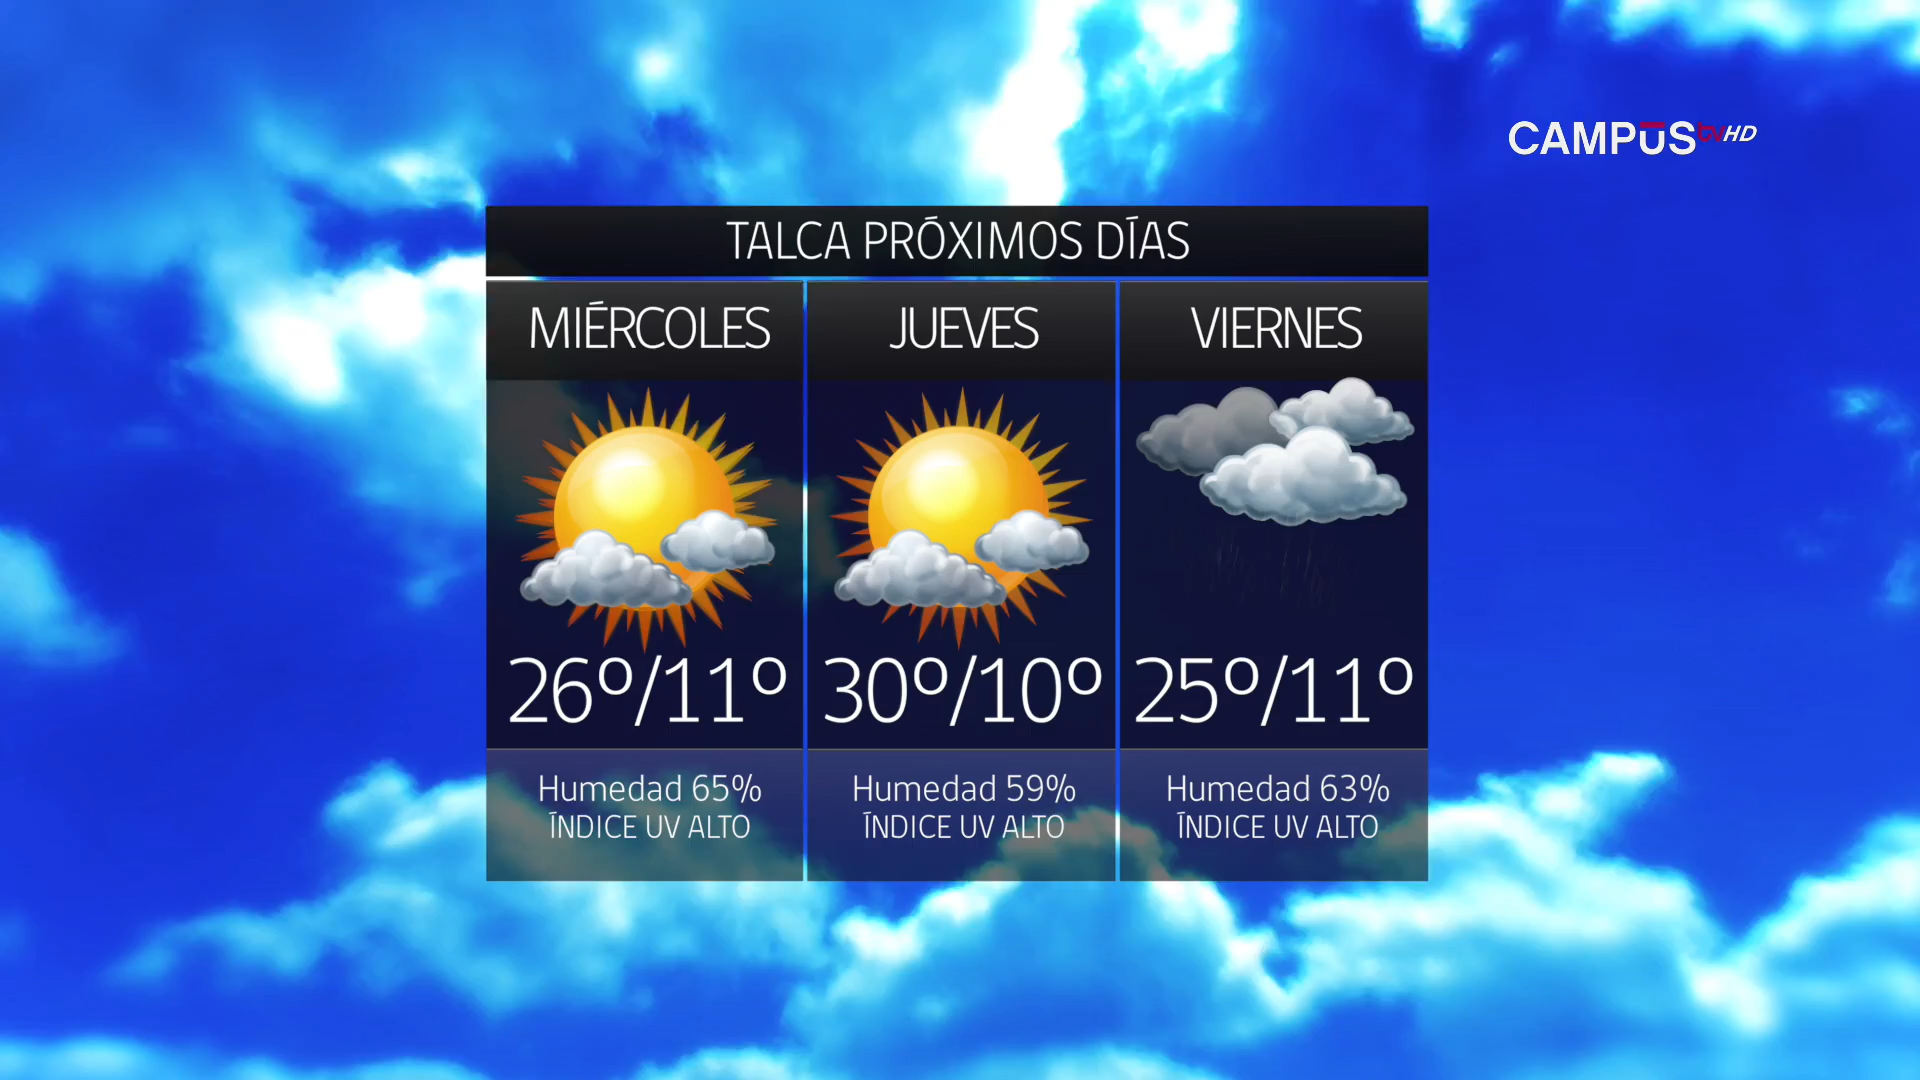 CAMPUS tv HD
TALCA PRÓXIMOS DÍAS
MIÉRCOLES
JUEVES
VIERNES
26º/11º
30º/10º
25º/11º
Humedad 65%
ÍNDICE UV ALTO
Humedad 59%
ÍNDICE UV ALTO
Humedad 63%
ÍNDICE UV ALTO